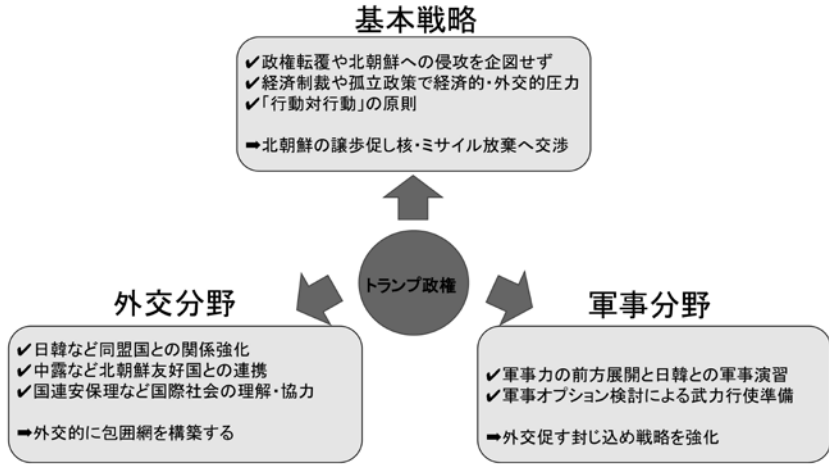 基本戦略
✔政権転覆や北朝鮮への侵攻を企図せず
✔経済制裁や孤立政策で経済的・外交的圧力
✔「行動対行動」の原則
➡北朝鮮の譲歩促し核・ミサイル放棄へ交渉
トランプ政権
外交分野
✔日韓など同盟国との関係強化
✔中露など北朝鮮友好国との連携
✔国連安保理など国際社会の理解・協力
➡外交的に包囲網を構築する
軍事分野
✔軍事力の前方展開と日韓との軍事演習
✔軍事オプション検討による武力行使準備
➡外交促す封じ込め戦略を強化